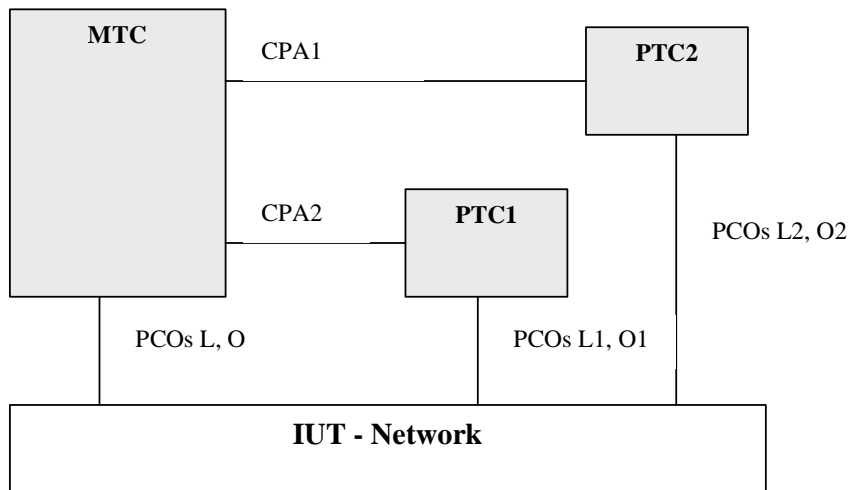 MTC
CPA1
PTC2
CPA2
PTC1
PCOs L2, O2
PCOs L, O
PCOs L1, O1
IUT - Network